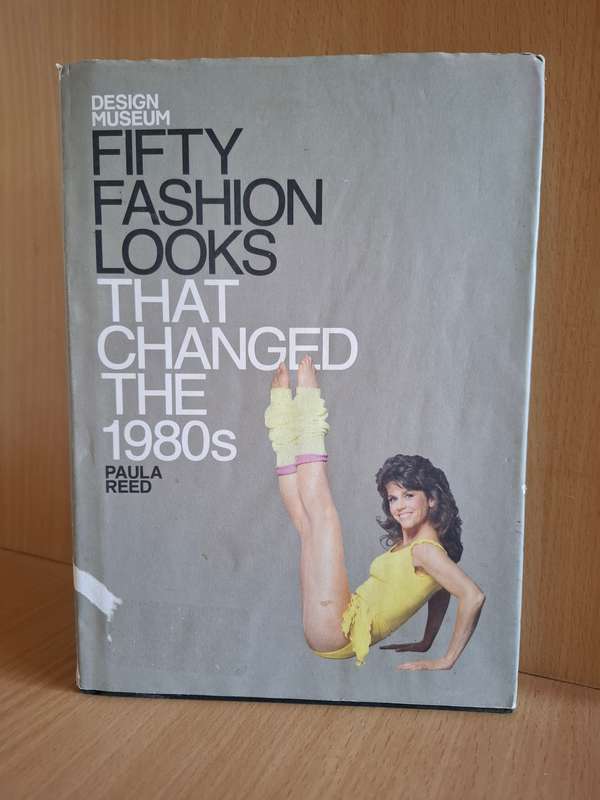 DESIGN
MUSEUM
FIFTY
FASHION
LOOKS
THAT
CHANGED
THE
1980s
PAULA
REED